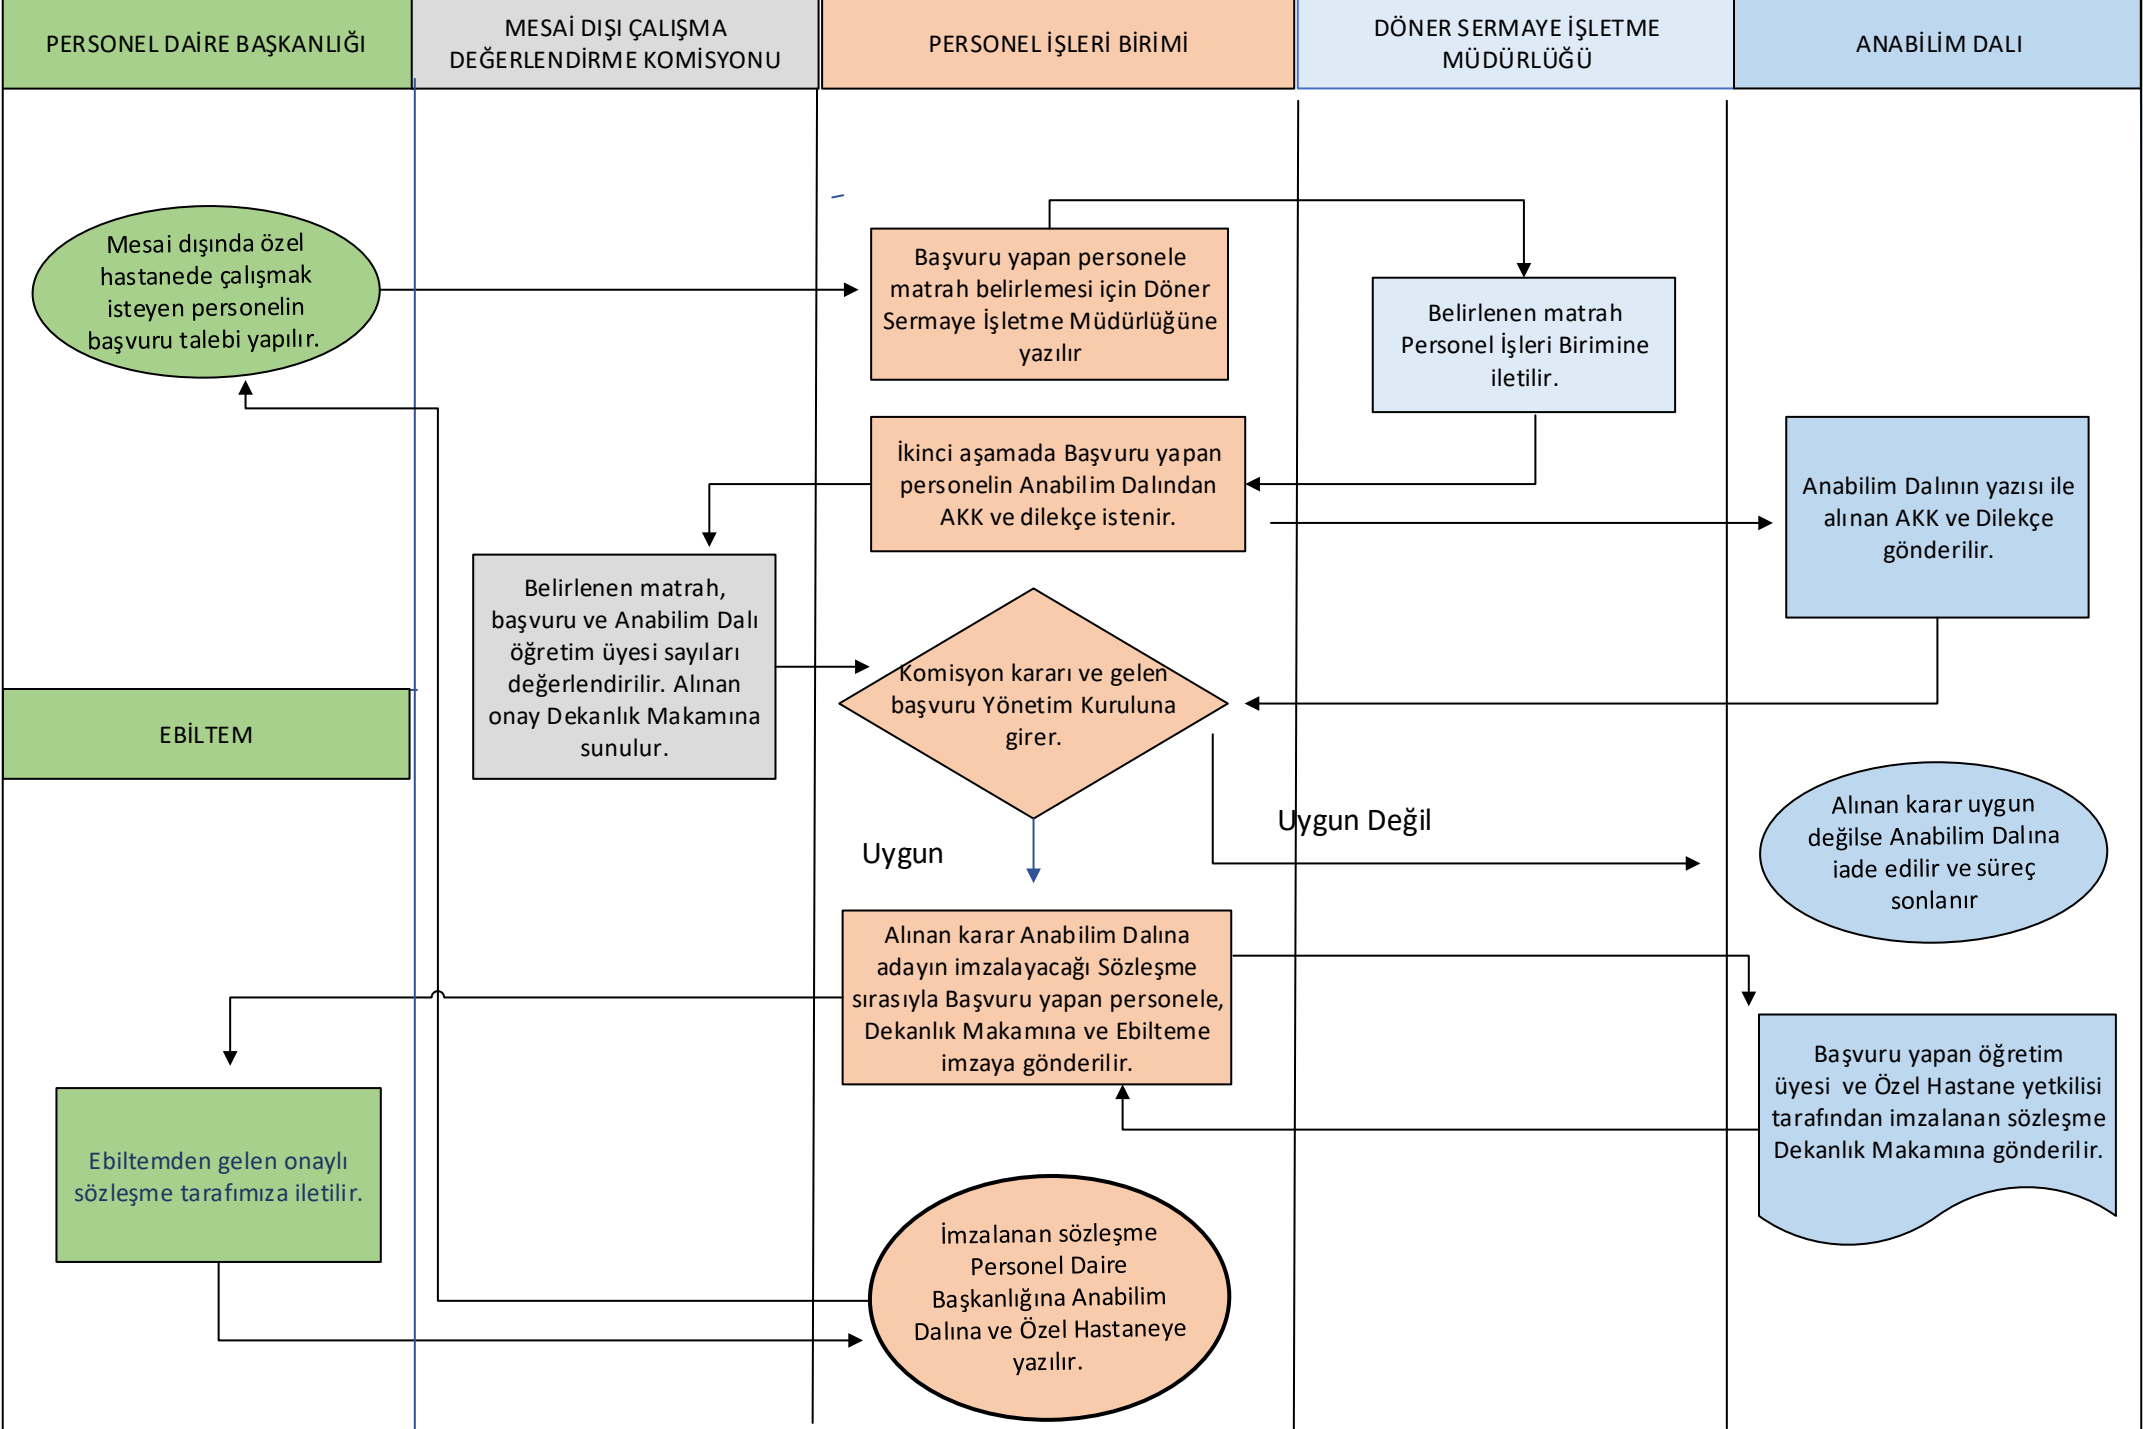 PERSONEL DAİRE BAŞKANLIĞI
MESAİ DIŞI ÇALIŞMA
DEĞERLENDİRME KOMİSYONU
PERSONEL İŞLERİ BİRİMİ
DÖNER SERMAYE İŞLETME
MÜDÜRLÜĞÜ
ANABİLİM DALI
Mesai dışında özel
hastanede çalışmak
isteyen personelin
başvuru talebi yapılır.
Başvuru yapan personele
matrah belirlemesi için Döner
Sermaye İşletme Müdürlüğüne
yazılır
Belirlenen matrah
Personel İşleri Birimine
iletilir.
İkinci aşamada Başvuru yapan
personelin Anabilim Dalından
AKK ve dilekçe istenir.
Anabilim Dalının yazısı ile
alınan AKK ve Dilekçe
gönderilir.
Belirlenen matrah,
başvuru ve Anabilim Dalı
öğretim üyesi sayıları
değerlendirilir. Alınan
onay Dekanlık Makamına
sunulur.
Komisyon kararı ve gelen
başvuru Yönetim Kuruluna
girer.
EBİLTEM
Uygun Değil
Uygun
Alınan karar uygun
değilse Anabilim Dalına
iade edilir ve süreç
sonlanır
Alınan karar Anabilim Dalına
adayın imzalayacağı Sözleşme
sırasıyla Başvuru yapan personele,
Dekanlık Makamına ve Ebilteme
imzaya gönderilir.
Başvuru yapan öğretim
üyesi ve Özel Hastane yetkilisi
tarafından imzalanan sözleşme
Dekanlık Makamına gönderilir.
Ebiltemden gelen onaylı
sözleşme tarafımıza iletilir.
İmzalanan sözleşme
Personel Daire
Başkanlığına Anabilim
Dalına ve Özel Hastaneye
yazılır.